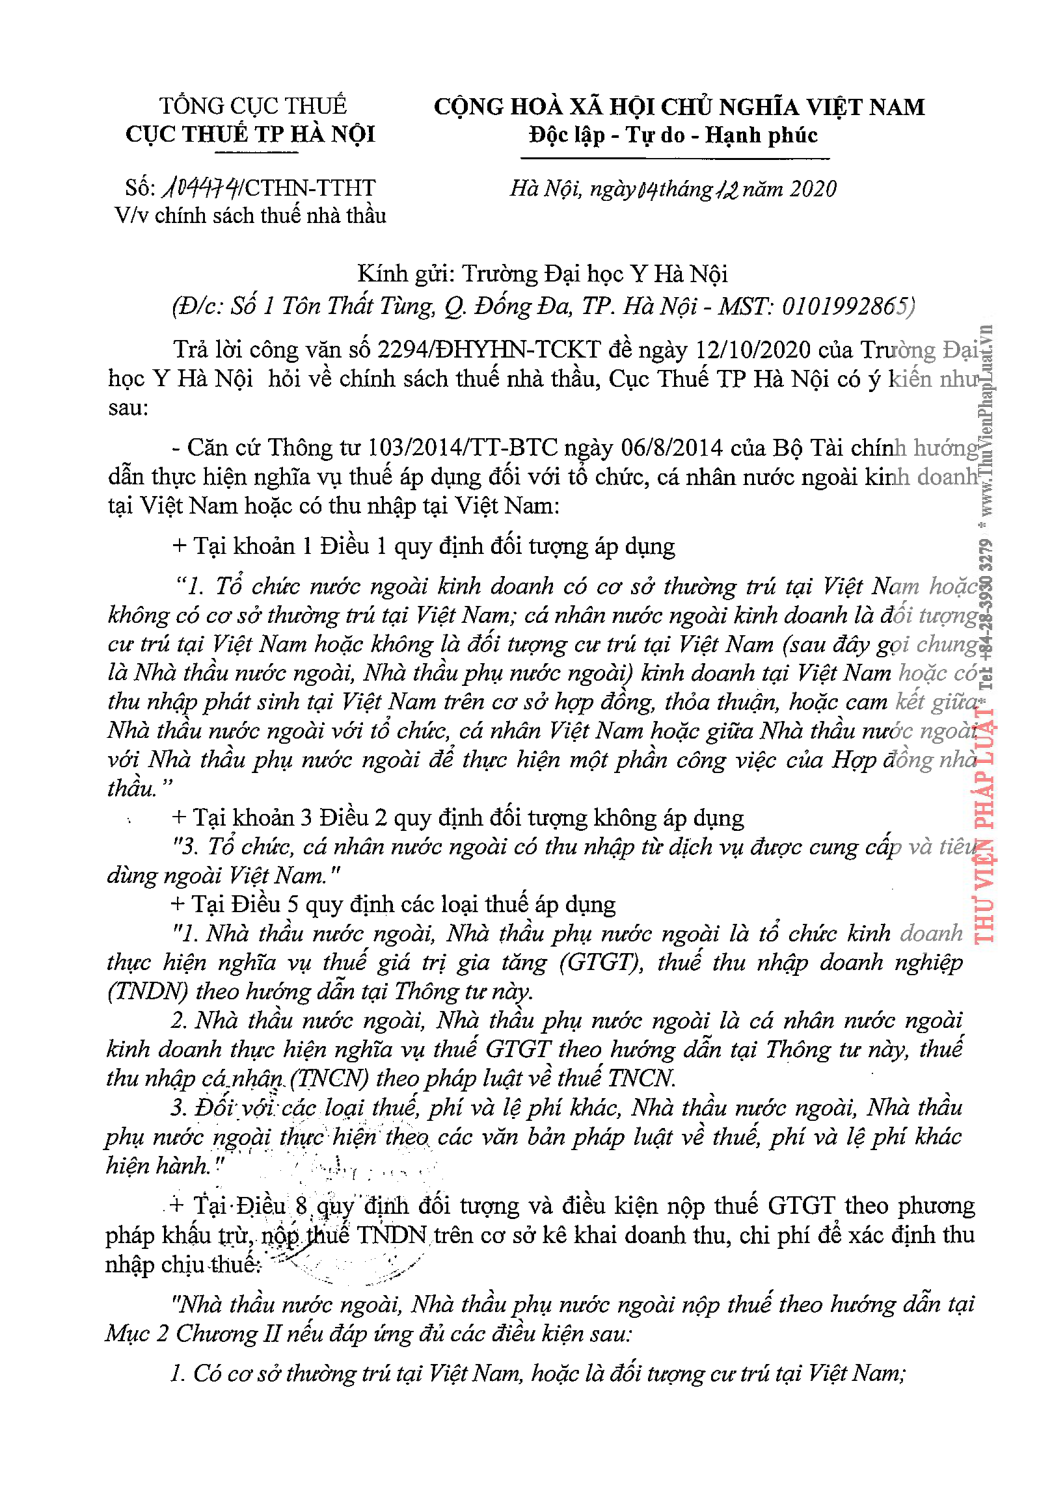 TỔNG CỤC THUẾ
CỤC THUẾ TP HÀ NỘI
CỘNG HOÀ XÃ HỘI CHỦ NGHĨA VIỆT NAM
Độc lập - Tự do - Hạnh phúc
Số: 104474/CTHN-TTHT
V/v chính sách thuế nhà thầu
Hà Nội, ngày 04 tháng 12 năm 2020
Kính gửi: Trường Đại học Y Hà Nội
(Đ/c: Số 1 Tôn Thất Tùng, Q. Đống Đa, TP. Hà Nội - MST: 0101992865)
Trả lời công văn số 2294/ĐHYHN-TCKT đề ngày 12/10/2020 của Trường Đại
học Y Hà Nội hỏi về chính sách thuế nhà thầu, Cục Thuế TP Hà Nội có ý kiến như
sau:
- Căn cứ Thông tư 103/2014/TT-BTC ngày 06/8/2014 của Bộ Tài chính hướng
dẫn thực hiện nghĩa vụ thuế áp dụng đối với tổ chức, cá nhân nước ngoài kinh doanh
tại Việt Nam hoặc có thu nhập tại Việt Nam:
+ Tại khoản 1 Điều 1 quy định đối tượng áp dụng
“1. Tổ chức nước ngoài kinh doanh có cơ sở thường trú tại Việt Nam hoặc
không có cơ sở thường trú tại Việt Nam; cá nhân nước ngoài kinh doanh là đối tượng
cư trú tại Việt Nam hoặc không là đối tượng cư trú tại Việt Nam (sau đây gọi chung
là Nhà thầu nước ngoài, Nhà thầu phụ nước ngoài) kinh doanh tại Việt Nam hoặc có
thu nhập phát sinh tại Việt Nam trên cơ sở hợp đồng, thỏa thuận, hoặc cam kết giữa
Nhà thầu nước ngoài với tổ chức, cá nhân Việt Nam hoặc giữa Nhà thầu nước ngoài
với Nhà thầu phụ nước ngoài để thực hiện một phần công việc của Hợp đồng nhà
thầu.”
+ Tại khoản 3 Điều 2 quy định đối tượng không áp dụng
"3. Tổ chức, cá nhân nước ngoài có thu nhập từ dịch vụ được cung cấp và tiêu
dùng ngoài Việt Nam."
+ Tại Điều 5 quy định các loại thuế áp dụng
"1. Nhà thầu nước ngoài, Nhà thầu phụ nước ngoài là tổ chức kinh doanh
thực hiện nghĩa vụ thuế giá trị gia tăng (GTGT), thuế thu nhập doanh nghiệp
(TNDN) theo hướng dẫn tại Thông tư này.
2. Nhà thầu nước ngoài, Nhà thầu phụ nước ngoài là cá nhân nước ngoài
kinh doanh thực hiện nghĩa vụ thuế GTGT theo hướng dẫn tại Thông tư này, thuế
thu nhập cá nhân (TNCN) theo pháp luật về thuế TNCN.
3. Đối với các loại thuế, phí và lệ phí khác, Nhà thầu nước ngoài, Nhà thầu
phụ nước ngoài thực hiện theo các văn bản pháp luật về thuế, phí và lệ phí khác
hiện hành."
+ Tại Điều 8 quy định đối tượng và điều kiện nộp thuế GTGT theo phương
pháp khấu trừ, nộp thuế TNDN trên cơ sở kê khai doanh thu, chi phí để xác định thu
nhập chịu thuế:
"Nhà thầu nước ngoài, Nhà thầu phụ nước ngoài nộp thuế theo hướng dẫn tại
Mục 2 Chương II nếu đáp ứng đủ các điều kiện sau:
1. Có cơ sở thường trú tại Việt Nam, hoặc là đối tượng cư trú tại Việt Nam;
THƯ VIỆN PHÁP LUẬT * Tel: +84-28-3930 3279 * www.ThuVienPhapLuat.vn